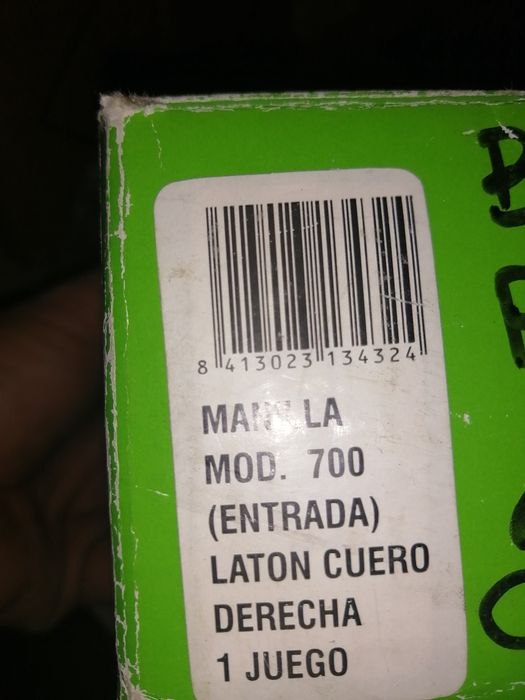 8 413023 134324
MANILLA
MOD. 700
(ENTRADA)
LATON CUERO
DERECHA
1 JUEGO